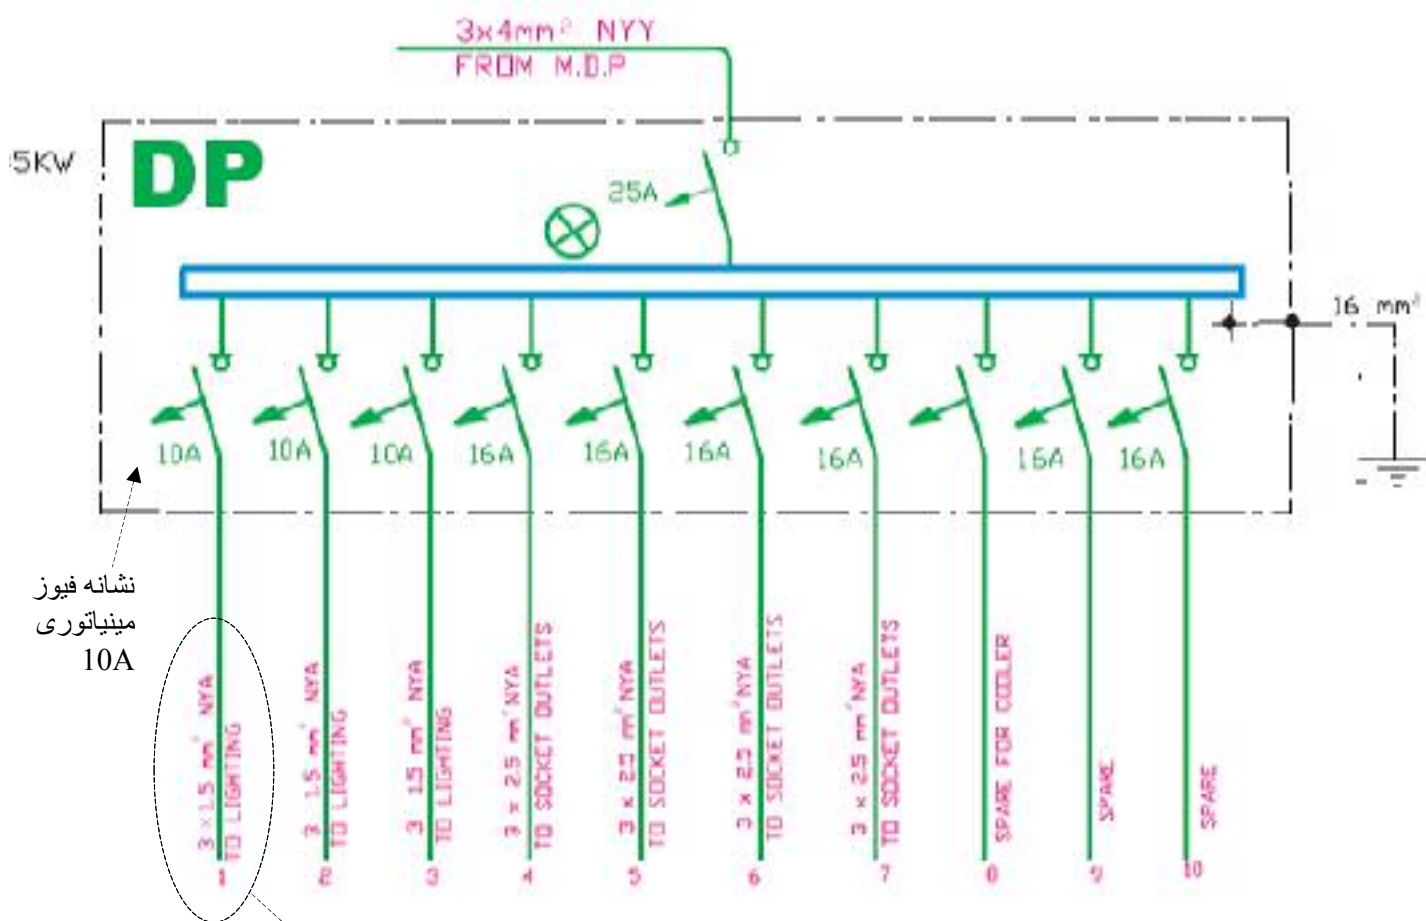 3x4mm² NYY
FROM M.D.P
5KW
DP
25A
16 mm²
10A
10A
10A
16A
16A
16A
16A
16A
16A
نشانه فیوز
مینیاتوری
10A
3 x 1.5 mm² NYA
TO LIGHTING
3 1.5 mm² NYA
TO LIGHTING
3 1.5 mm² NYA
TO LIGHTING
3 x 2.5 mm² NYA
TO SOCKET OUTLETS
3 x 2.5 mm² NYA
TO SOCKET OUTLETS
3 x 2.5 mm² NYA
TO SOCKET OUTLETS
3 x 2.5 mm² NYA
TO SOCKET OUTLETS
SPARE FOR COOLER
SPARE
SPARE
1
2
3
4
5
6
7
8
9
10